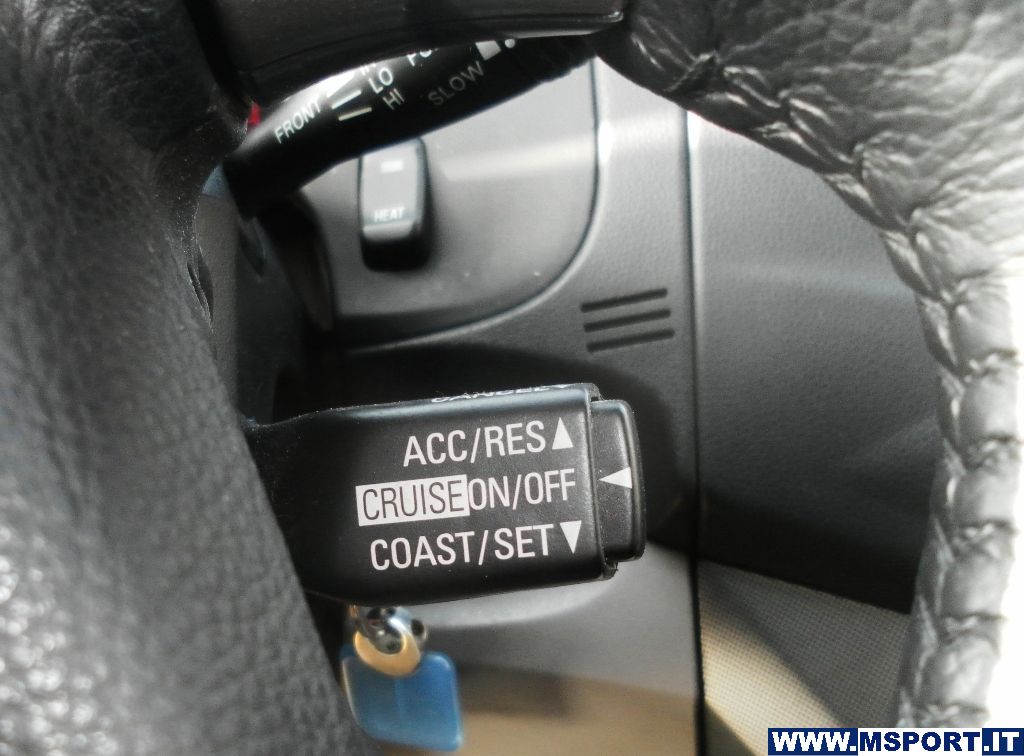 LO
FRONT
HI
SLOW
HEAT
ACC/RES▲
CRUISE ON/OFF
COAST/SET▼
WWW.MSPORT.IT